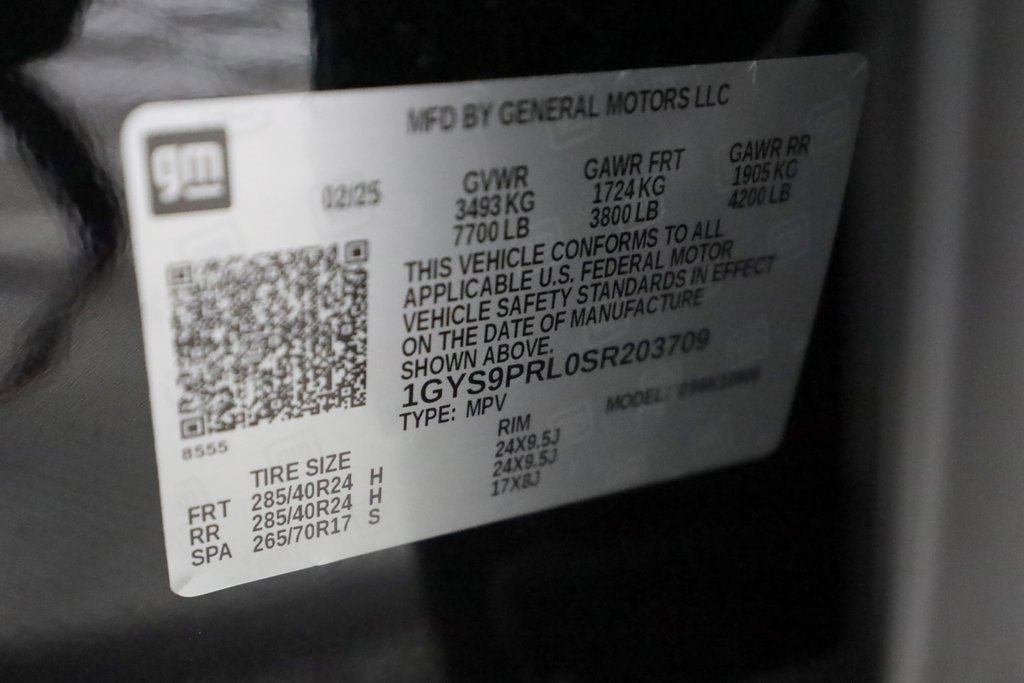 MFD BY GENERAL MOTORS LLC
gm
02/25
GVWR GAWR FRT GAWR RR
3493 KG 1724 KG 1905 KG
7700 LB 3800 LB 4200 LB
THIS VEHICLE CONFORMS TO ALL
APPLICABLE U.S. FEDERAL MOTOR
VEHICLE SAFETY STANDARDS IN EFFECT
ON THE DATE OF MANUFACTURE
SHOWN ABOVE.
1GYS9PRL0SR203709
TYPE: MPV MODEL:
8555
TIRE SIZE RIM
FRT 285/40R24 H 24X9.5J
RR 285/40R24 H 24X9.5J
SPA 265/70R17 S 17X8J